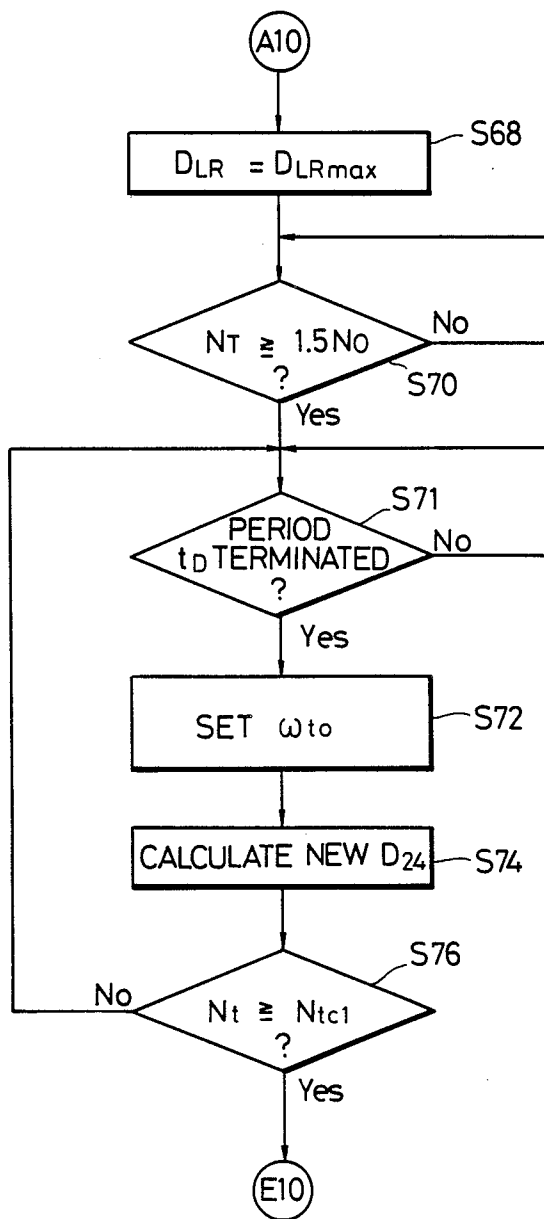 A10
S68
DLR = DLRmax
NT ≧ 1.5N0
?
No
S70
Yes
S71
PERIOD
tD TERMINATED
?
No
Yes
SET ωto
S72
CALCULATE NEW D24
S74
S76
No
Nt ≧ Ntc1
?
Yes
E10